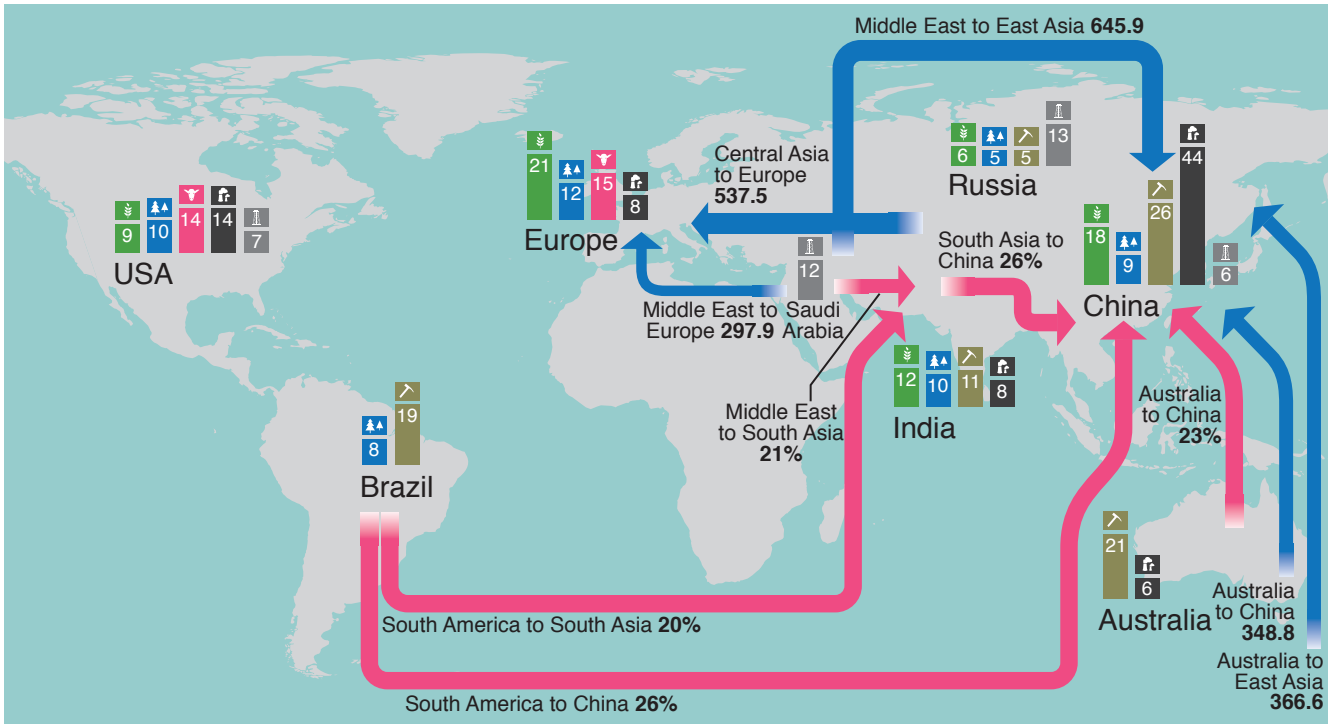 Middle East to East Asia 645.9
Central Asia
to Europe
537.5
21
12
15
8
Europe
6
5
5
13
Russia
44
26
18
9
6
China
9
10
14
14
7
USA
South Asia to
China 26%
12
Middle East to Saudi
Europe 297.9 Arabia
12
10
11
8
India
Middle East
to South Asia
21%
Australia
to China
23%
8
19
Brazil
21
6
Australia
Australia
to China
348.8
South America to South Asia 20%
Australia to
East Asia
366.6
South America to China 26%